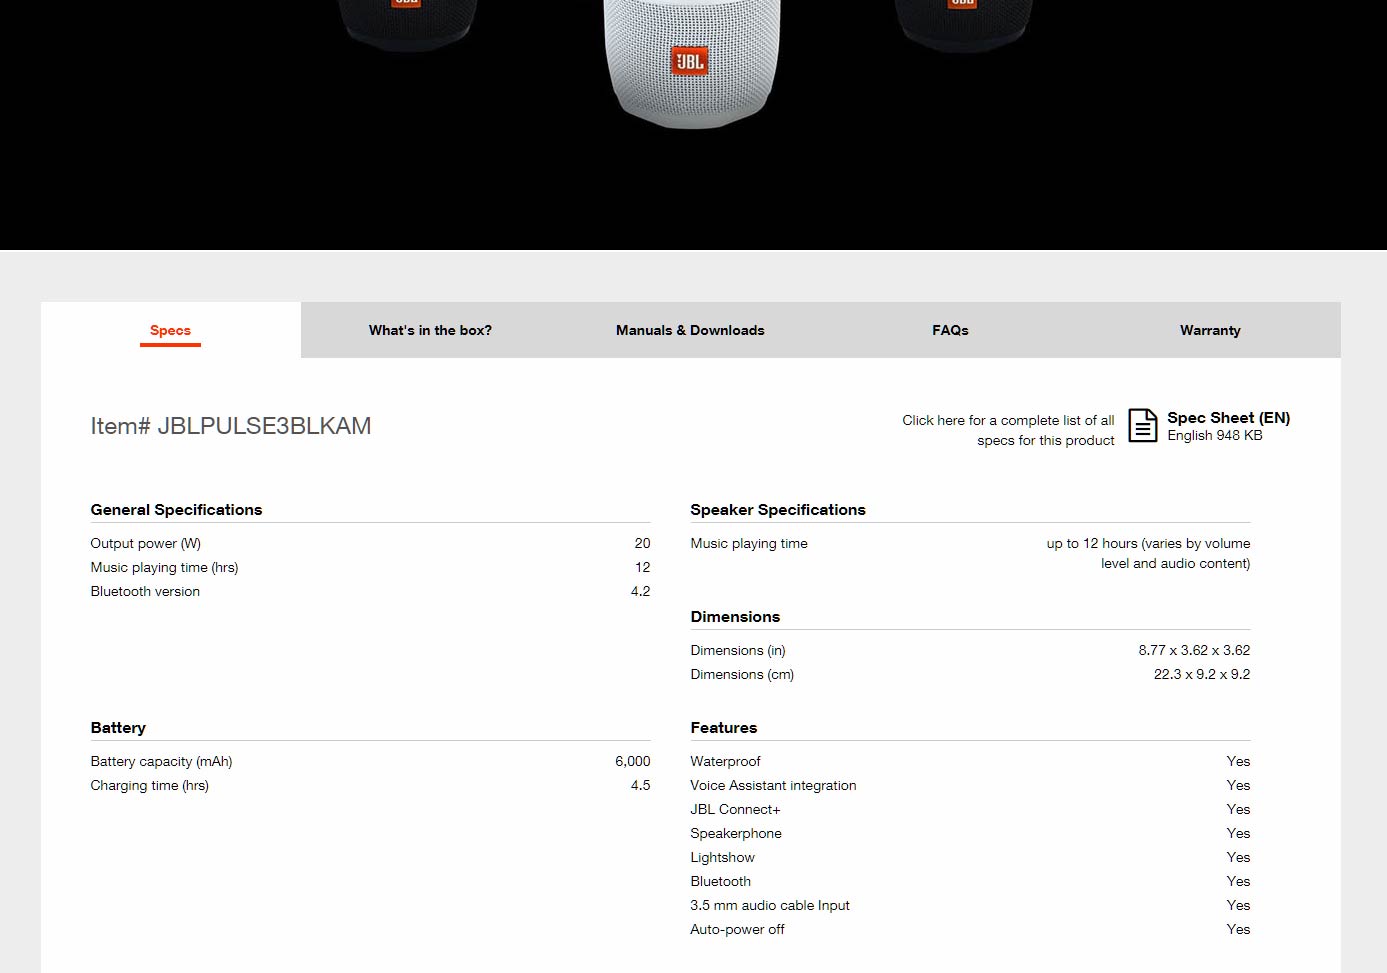 JBL
JBL
JBL
Specs
What's in the box?
Manuals & Downloads
FAQs
Warranty
Item# JBLPULSE3BLKAM
Click here for a complete list of all
specs for this product
Spec Sheet (EN)
English 948 KB
General Specifications
Output power (W) 20
Music playing time (hrs) 12
Bluetooth version 4.2
Speaker Specifications
Music playing time up to 12 hours (varies by volume
level and audio content)
Dimensions
Dimensions (in) 8.77 x 3.62 x 3.62
Dimensions (cm) 22.3 x 9.2 x 9.2
Battery
Battery capacity (mAh) 6,000
Charging time (hrs) 4.5
Features
Waterproof Yes
Voice Assistant integration Yes
JBL Connect+ Yes
Speakerphone Yes
Lightshow Yes
Bluetooth Yes
3.5 mm audio cable Input Yes
Auto-power off Yes